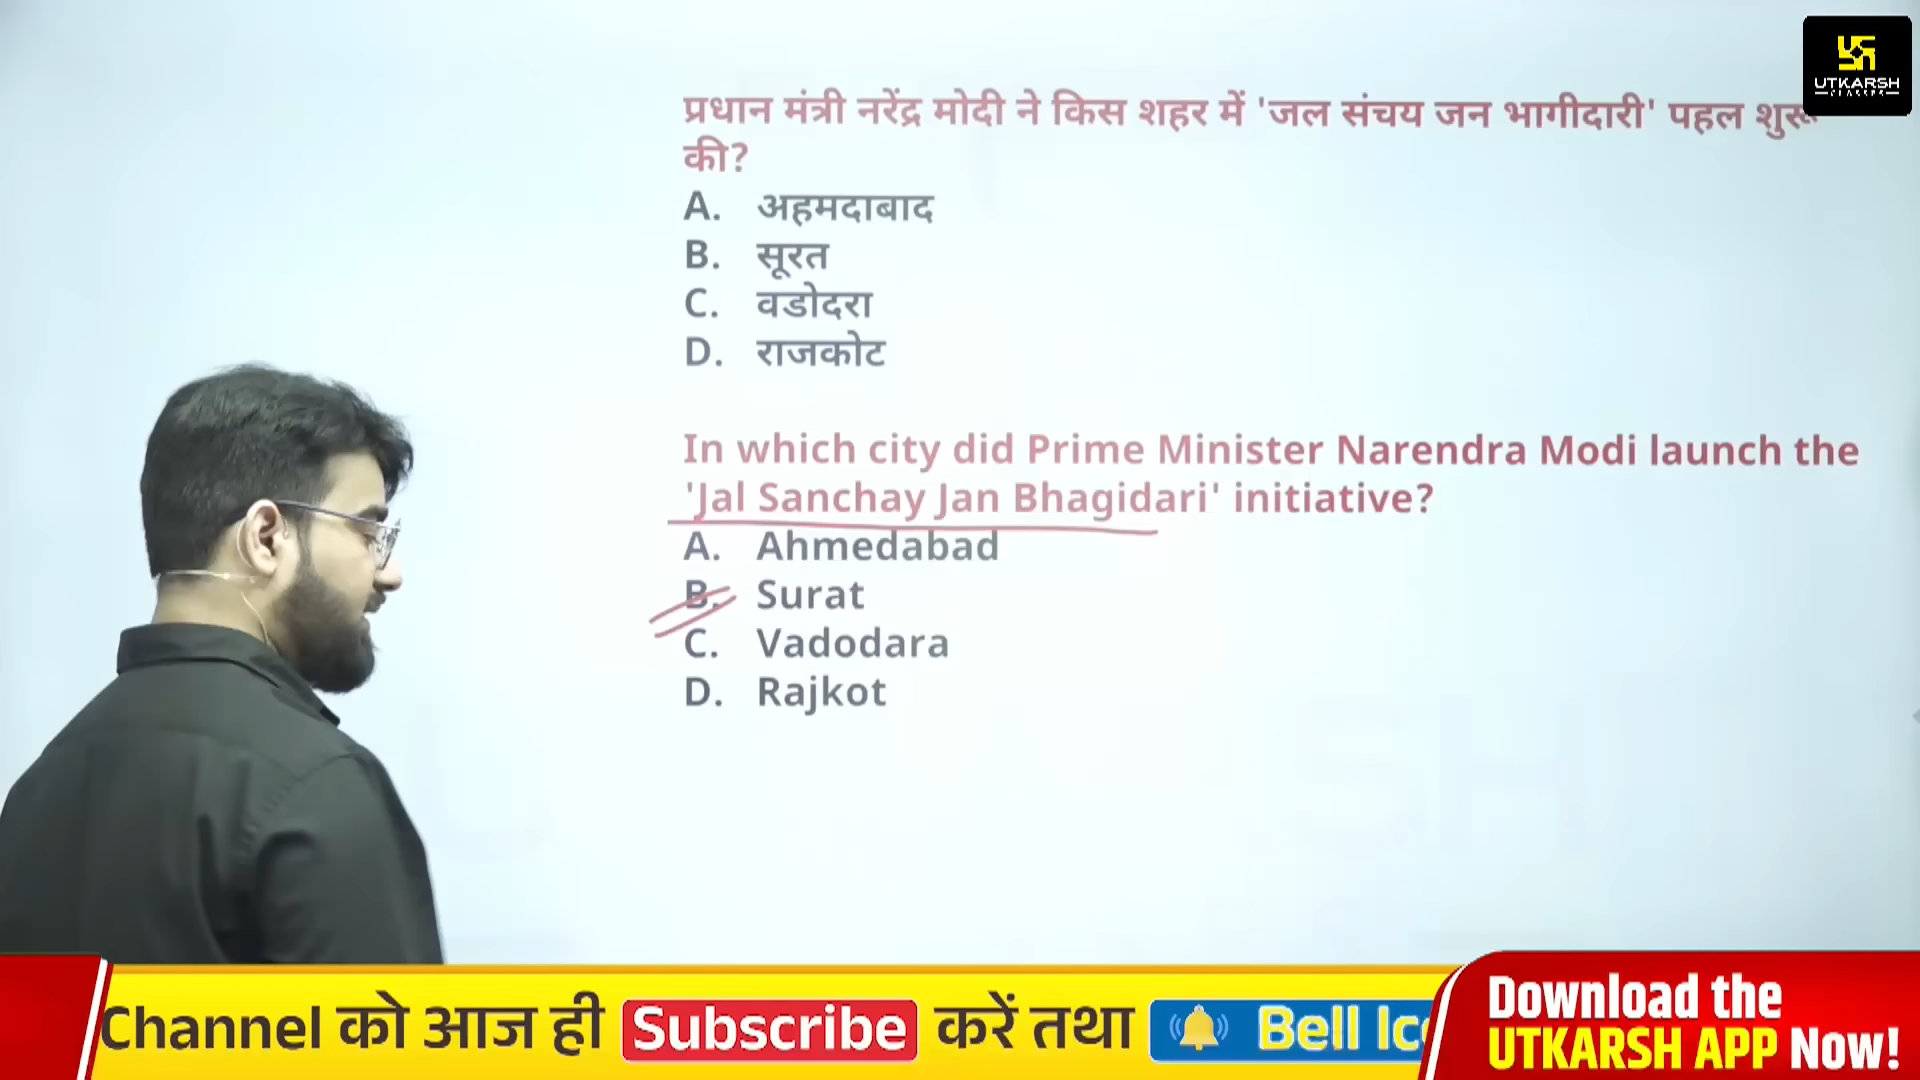 प्रधान मंत्री नरेंद्र मोदी ने किस शहर में 'जल संचय जन भागीदारी' पहल शुरू
की?
A. अहमदाबाद
B. सूरत
C. वडोदरा
D. राजकोट
In which city did Prime Minister Narendra Modi launch the
'Jal Sanchay Jan Bhagidari' initiative?
A. Ahmedabad
B. Surat
C. Vadodara
D. Rajkot
UTKARSH
CLASSES
Channel को आज ही Subscribe करें तथा Bell
Download the
UTKARSH APP Now!